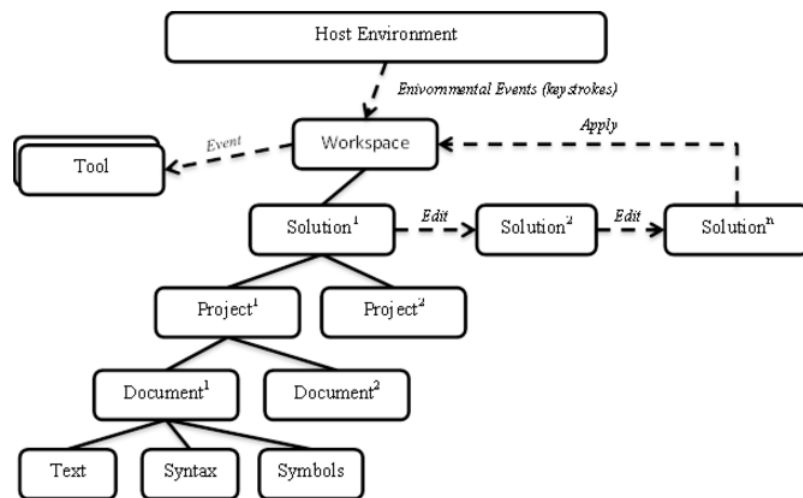 Host Environment
Enivornmental Events (keystrokes)
Workspace
Apply
Event
Tool
Solution¹
Edit
Solution²
Edit
Solutionⁿ
Project¹
Project²
Document¹
Document²
Text
Syntax
Symbols